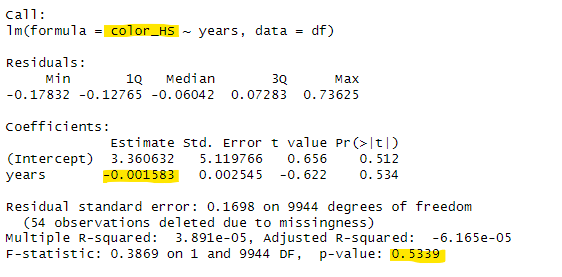 Call:
lm(formula = color_HS ~ years, data = df)
Residuals:
Min 1Q Median 3Q Max
-0.17832 -0.12765 -0.06042 0.07283 0.73625
Coefficients:
Estimate Std. Error t value Pr(>|t|)
(Intercept) 3.360632 5.119766 0.656 0.512
years -0.001583 0.002545 -0.622 0.534
Residual standard error: 0.1698 on 9944 degrees of freedom
(54 observations deleted due to missingness)
Multiple R-squared: 3.891e-05, Adjusted R-squared: -6.165e-05
F-statistic: 0.3869 on 1 and 9944 DF, p-value: 0.5339